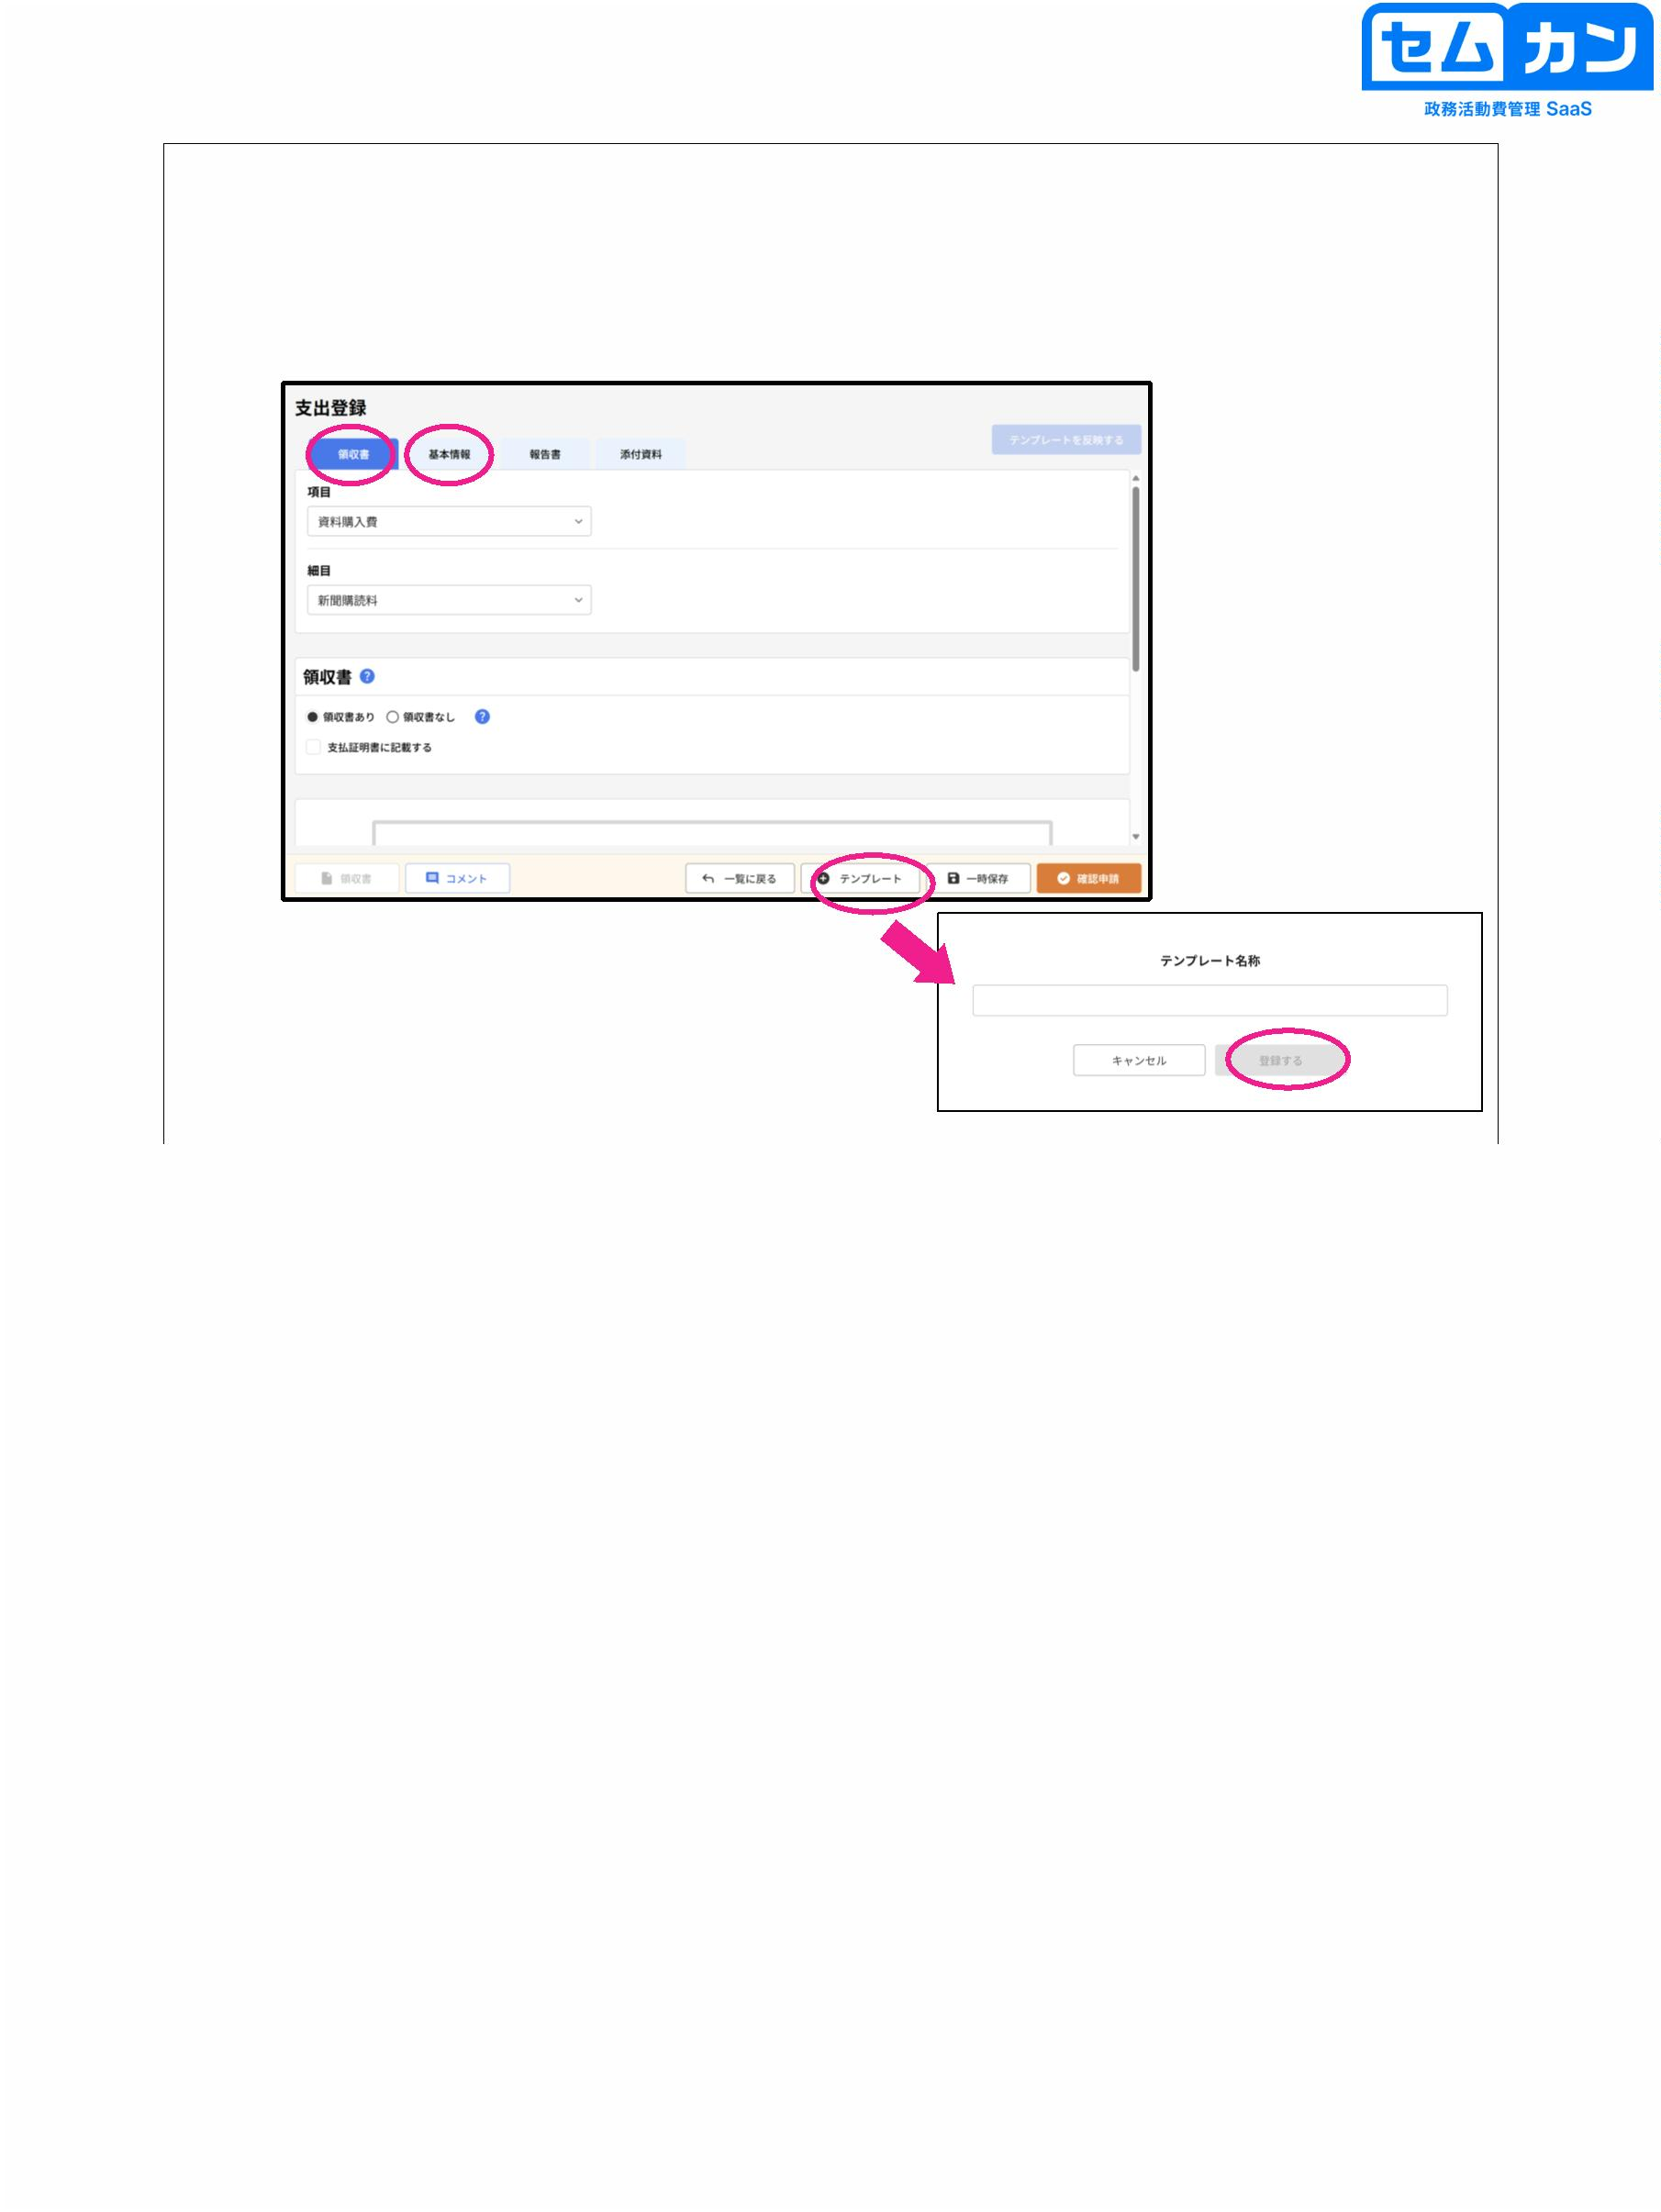 セムカン
政務活動費管理 SaaS
支出登録
領収書 基本情報 報告書 添付資料 テンプレートを反映する
項目
資料購入費
細目
新聞購読料
領収書 ?
領収書あり 領収書なし ?
支払証明書に記載する
領収書 コメント 一覧に戻る テンプレート 一時保存 確認申請
テンプレート名称
キャンセル 登録する